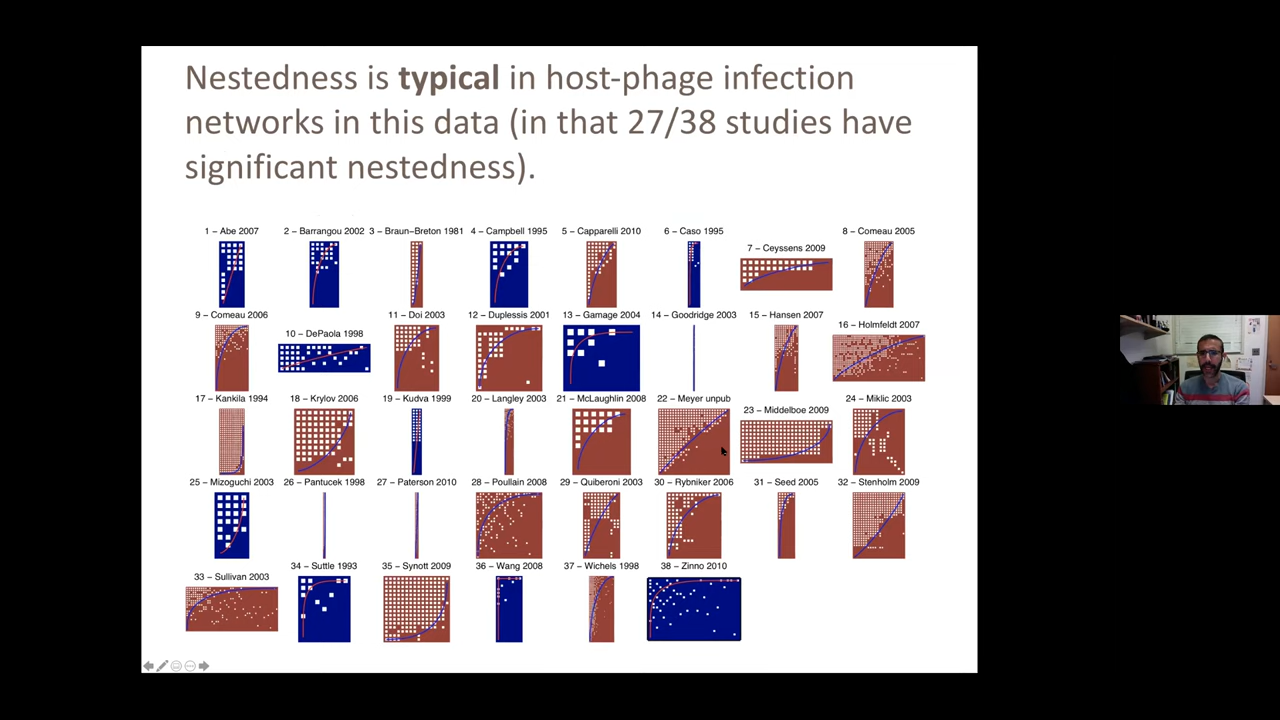 Nestedness is typical in host-phage infection
networks in this data (in that 27/38 studies have
significant nestedness).
1 – Abe 2007
2 – Barrangou 2002
3 – Braun–Breton 1981
4 – Campbell 1995
5 – Capparelli 2010
6 – Caso 1995
7 – Ceyssens 2009
8 – Comeau 2005
9 – Comeau 2006
10 – DePaola 1998
11 – Doi 2003
12 – Duplessis 2001
13 – Gamage 2004
14 – Goodridge 2003
15 – Hansen 2007
16 – Holmfeldt 2007
17 – Kankila 1994
18 – Krylov 2006
19 – Kudva 1999
20 – Langley 2003
21 – McLaughlin 2008
22 – Meyer unpub
23 – Middelboe 2009
24 – Miklic 2003
25 – Mizoguchi 2003
26 – Pantucek 1998
27 – Paterson 2010
28 – Poullain 2008
29 – Quiberoni 2003
30 – Rybniker 2006
31 – Seed 2005
32 – Stenholm 2009
33 – Sullivan 2003
34 – Suttle 1993
35 – Synott 2009
36 – Wang 2008
37 – Wichels 1998
38 – Zinno 2010